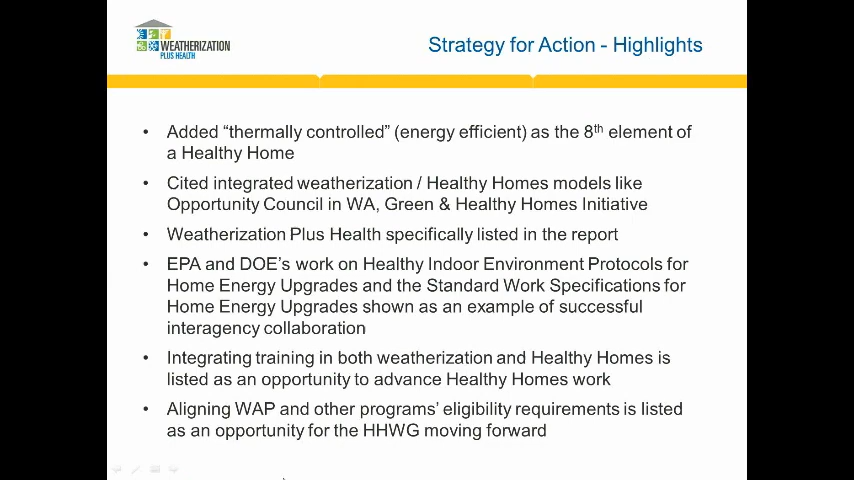 WEATHERIZATION
PLUS HEALTH
Strategy for Action - Highlights
• Added “thermally controlled” (energy efficient) as the 8th element of
a Healthy Home
• Cited integrated weatherization / Healthy Homes models like
Opportunity Council in WA, Green & Healthy Homes Initiative
• Weatherization Plus Health specifically listed in the report
• EPA and DOE’s work on Healthy Indoor Environment Protocols for
Home Energy Upgrades and the Standard Work Specifications for
Home Energy Upgrades shown as an example of successful
interagency collaboration
• Integrating training in both weatherization and Healthy Homes is
listed as an opportunity to advance Healthy Homes work
• Aligning WAP and other programs’ eligibility requirements is listed
as an opportunity for the HHWG moving forward